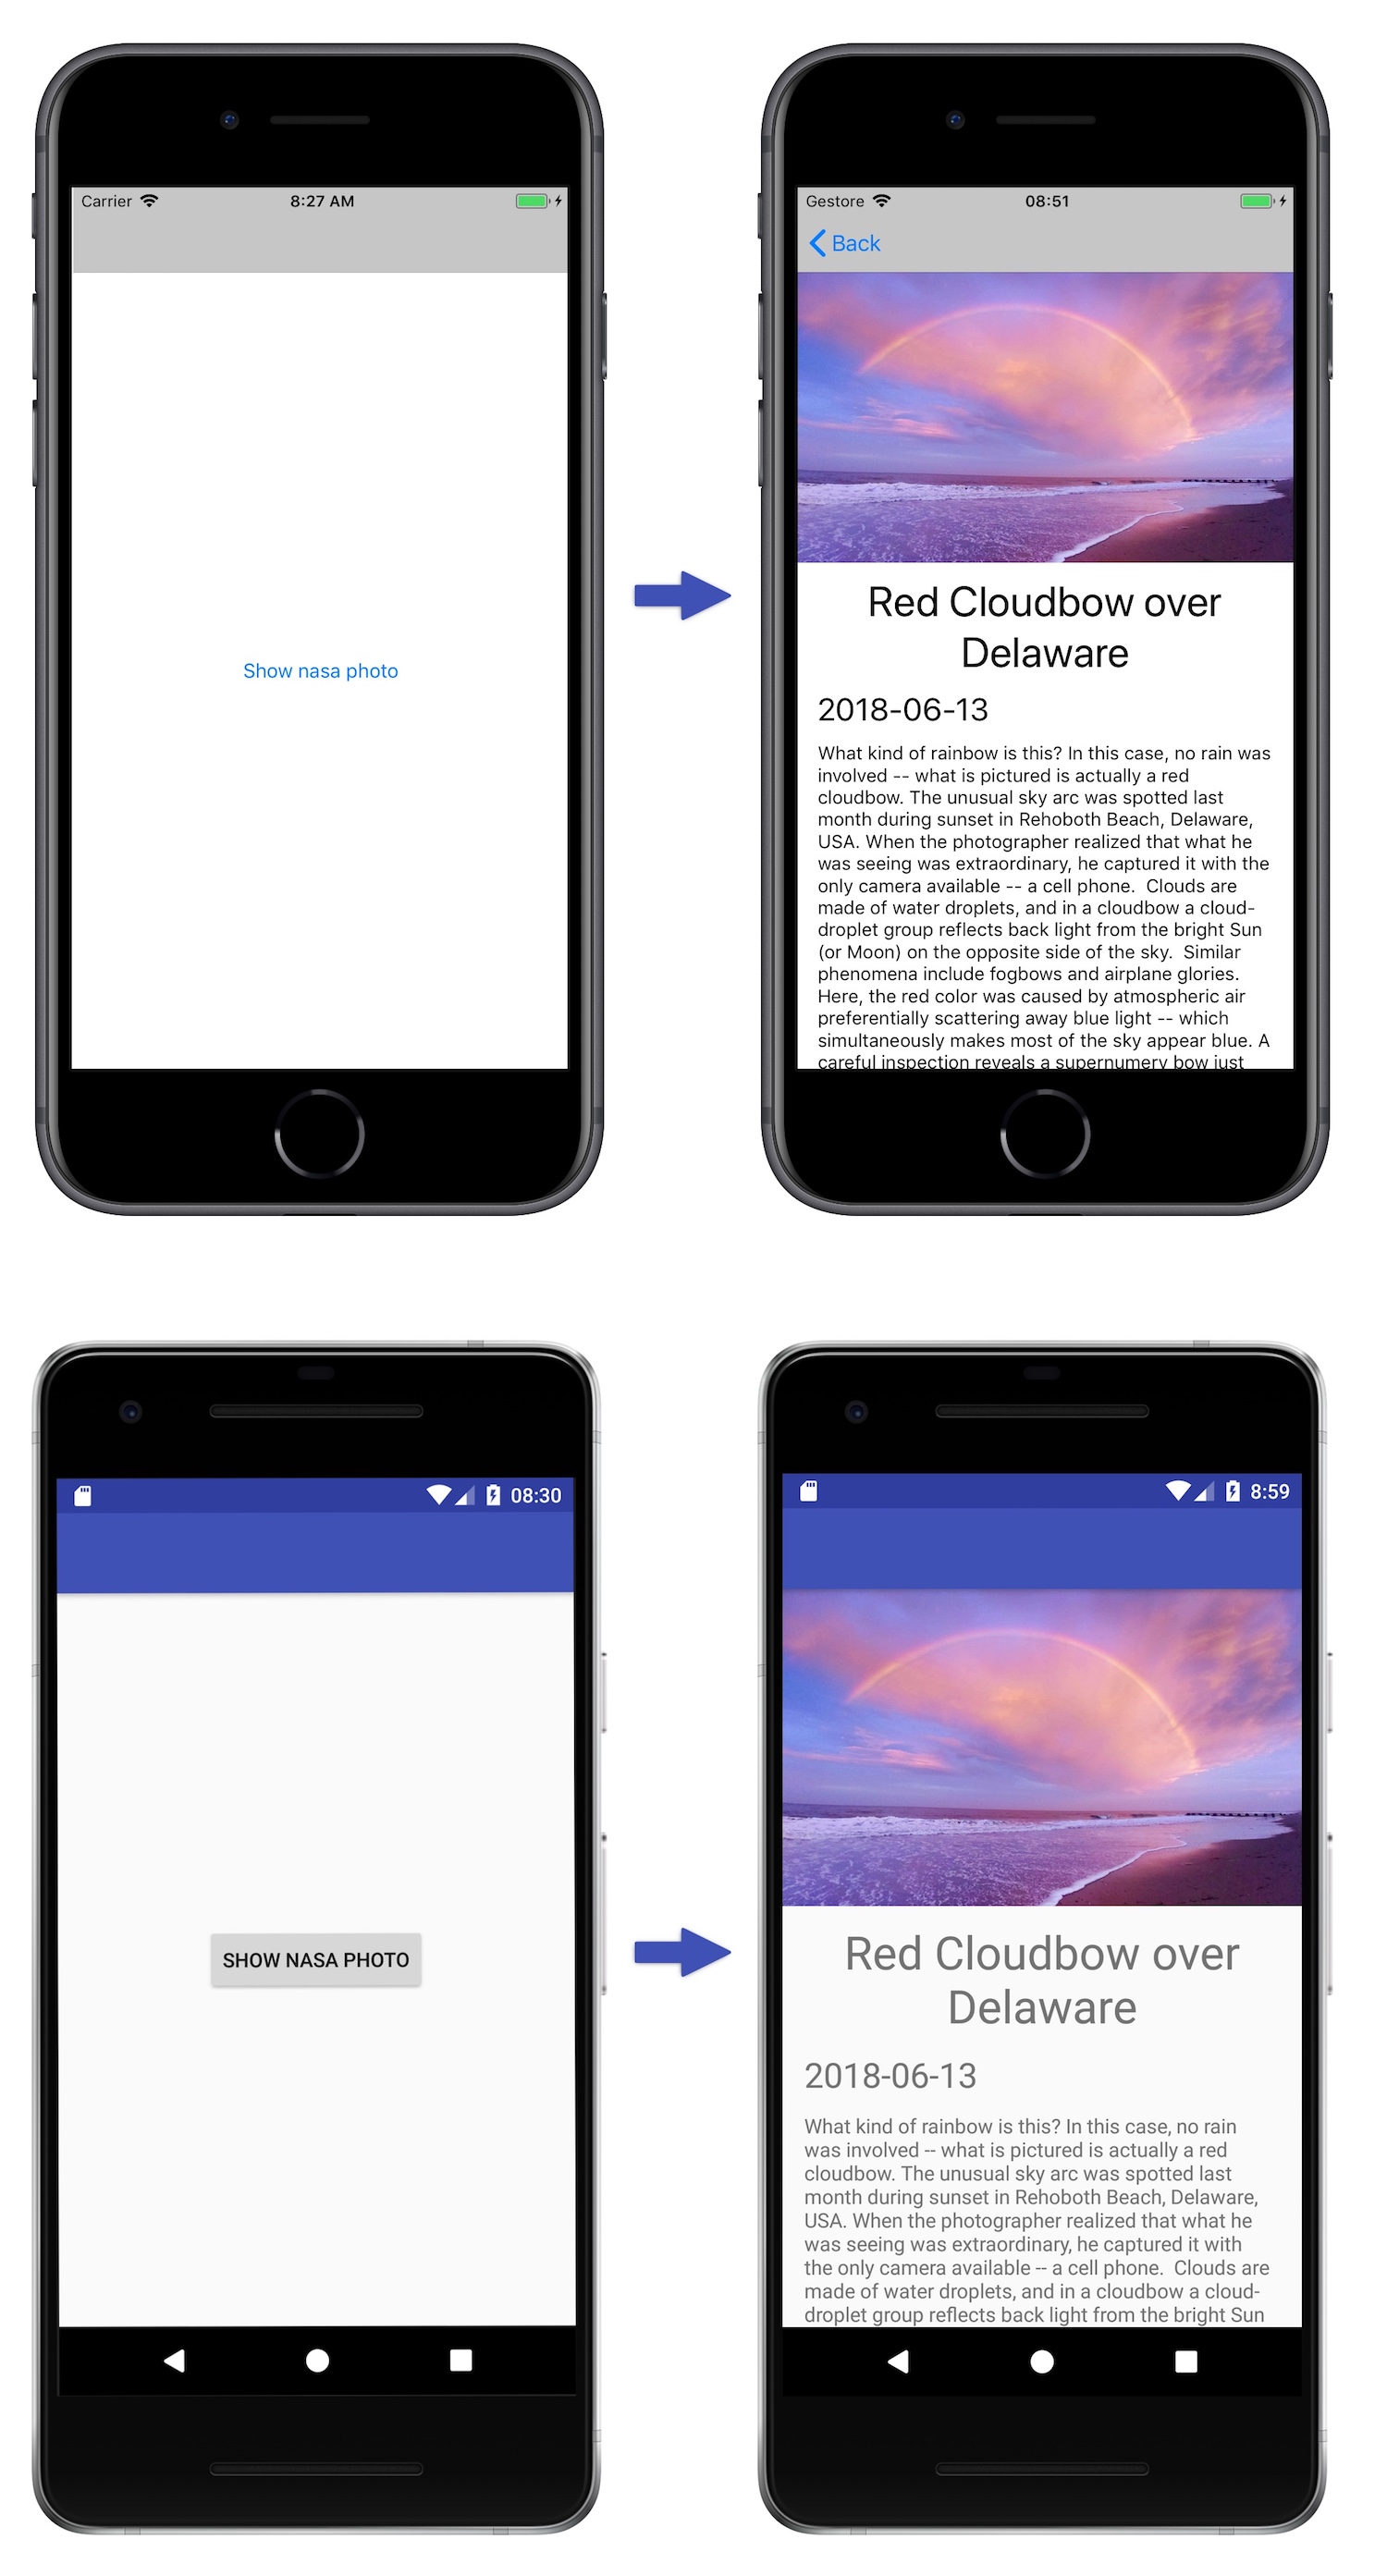 Carrier 8:27 AM
Show nasa photo
Gestore 08:51
Back
Red Cloudbow over
Delaware
2018-06-13
What kind of rainbow is this? In this case, no rain was
involved -- what is pictured is actually a red
cloudbow. The unusual sky arc was spotted last
month during sunset in Rehoboth Beach, Delaware,
USA. When the photographer realized that what he
was seeing was extraordinary, he captured it with the
only camera available -- a cell phone.  Clouds are
made of water droplets, and in a cloudbow a cloud-
droplet group reflects back light from the bright Sun
(or Moon) on the opposite side of the sky.  Similar
phenomena include fogbows and airplane glories.
Here, the red color was caused by atmospheric air
preferentially scattering away blue light -- which
simultaneously makes most of the sky appear blue. A
careful inspection reveals a supernumery bow just
08:30
SHOW NASA PHOTO
8:59
Red Cloudbow over
Delaware
2018-06-13
What kind of rainbow is this? In this case, no rain
was involved -- what is pictured is actually a red
cloudbow. The unusual sky arc was spotted last
month during sunset in Rehoboth Beach, Delaware,
USA. When the photographer realized that what he
was seeing was extraordinary, he captured it with
the only camera available -- a cell phone.  Clouds are
made of water droplets, and in a cloudbow a cloud-
droplet group reflects back light from the bright Sun